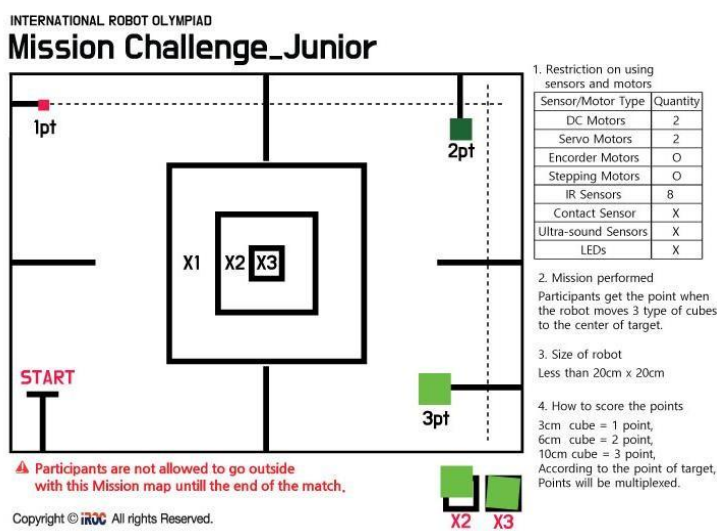 INTERNATIONAL ROBOT OLYMPIAD
Mission Challenge_Junior
1pt
2pt
X1
X2
X3
START
3pt
⚠ Participants are not allowed to go outside
with this Mission map untill the end of the match.
X2
X3
Copyright © iROC All rights Reserved.
1. Restriction on using
sensors and motors
Sensor/Motor Type Quantity
DC Motors 2
Servo Motors 2
Encorder Motors O
Stepping Motors O
IR Sensors 8
Contact Sensor X
Ultra-sound Sensors X
LEDs X
2. Mission performed
Participants get the point when
the robot moves 3 type of cubes
to the center of target.
3. Size of robot
Less than 20cm x 20cm
4. How to score the points
3cm cube = 1 point,
6cm cube = 2 point,
10cm cube = 3 point,
According to the point of target,
Points will be multiplexed.